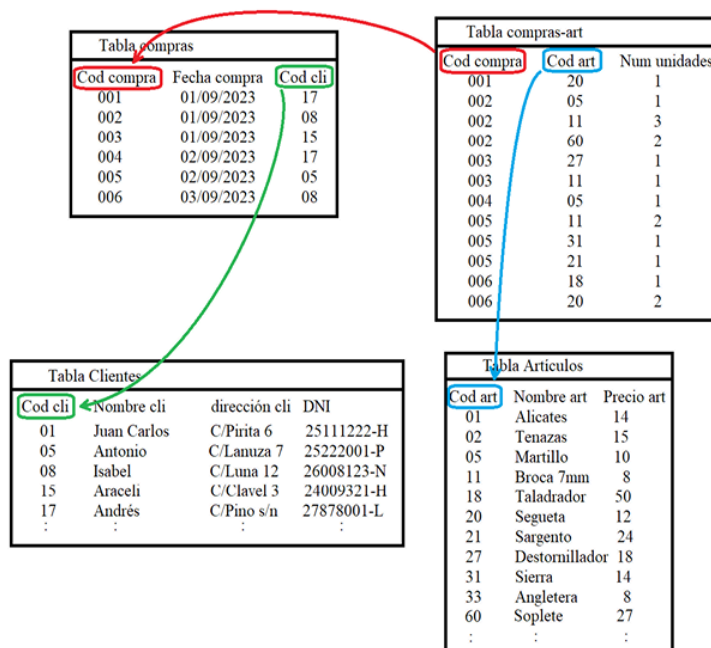 Tabla compras
Cod compra Fecha compra Cod cli
001 01/09/2023 17
002 01/09/2023 08
003 01/09/2023 15
004 02/09/2023 17
005 02/09/2023 05
006 03/09/2023 08
Tabla compras-art
Cod compra Cod art Num unidades
001 20 1
002 05 1
002 11 3
002 60 2
003 27 1
003 11 1
004 05 1
005 11 2
005 31 1
005 21 1
006 18 1
006 20 2
Tabla Clientes
Cod cli Nombre cli dirección cli DNI
01 Juan Carlos C/Pirita 6 25111222-H
05 Antonio C/Lanuza 7 25222001-P
08 Isabel C/Luna 12 26008123-N
15 Araceli C/Clavel 3 24009321-H
17 Andrés C/Pino s/n 27878001-L
: : : :
Tabla Artículos
Cod art Nombre art Precio art
01 Alicates 14
02 Tenazas 15
05 Martillo 10
11 Broca 7mm 8
18 Taladrador 50
20 Segueta 12
21 Sargento 24
27 Destornillador 18
31 Sierra 14
33 Angletera 8
60 Soplete 27
: : :